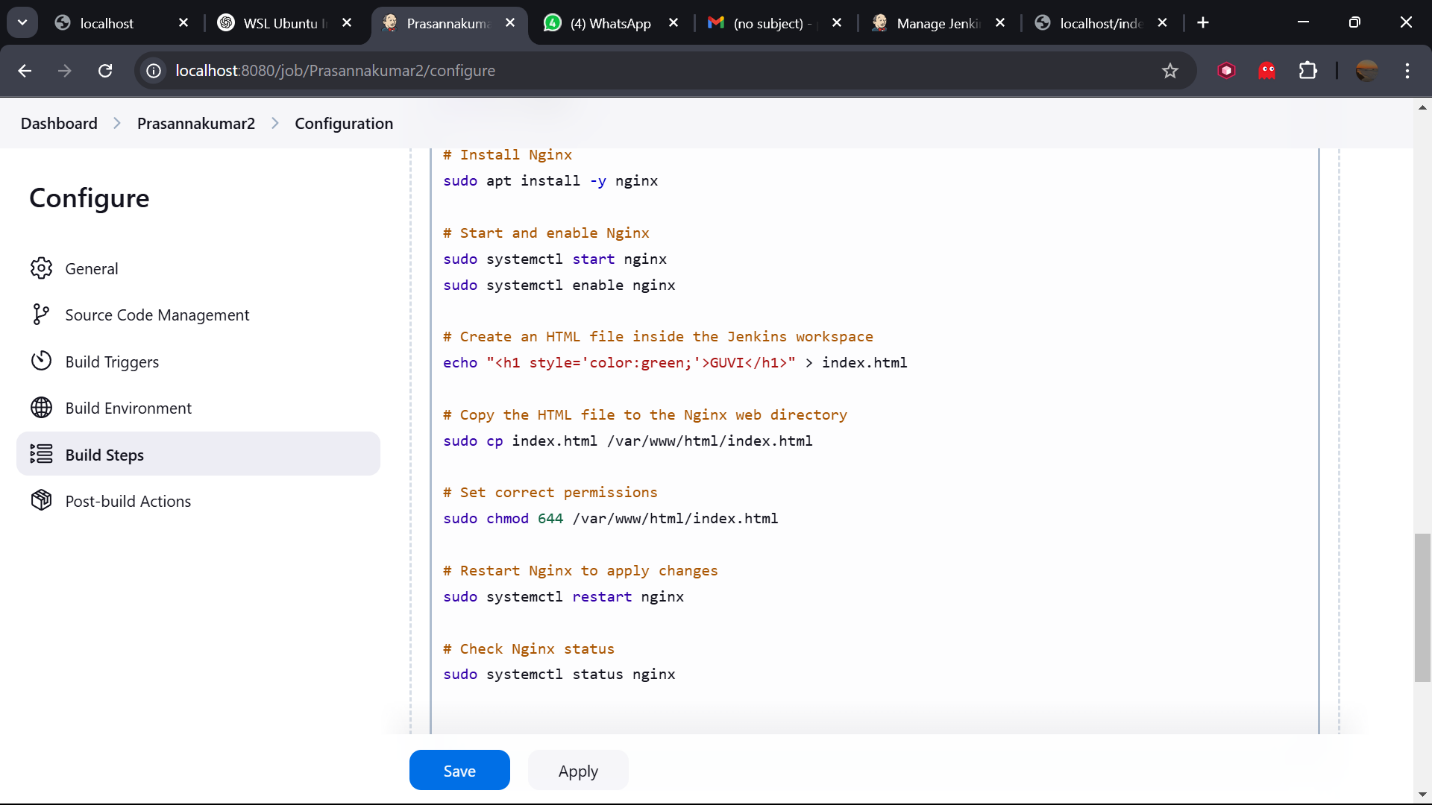 localhost
WSL Ubuntu I
Prasannakuma
(4) WhatsApp
(no subject) -
Manage Jenki
localhost/inde
localhost:8080/job/Prasannakumar2/configure
Dashboard > Prasannakumar2 > Configuration
Configure
General
Source Code Management
Build Triggers
Build Environment
Build Steps
Post-build Actions
# Install Nginx
sudo apt install -y nginx
# Start and enable Nginx
sudo systemctl start nginx
sudo systemctl enable nginx
# Create an HTML file inside the Jenkins workspace
echo "<h1 style='color:green;'>GUVI</h1>" > index.html
# Copy the HTML file to the Nginx web directory
sudo cp index.html /var/www/html/index.html
# Set correct permissions
sudo chmod 644 /var/www/html/index.html
# Restart Nginx to apply changes
sudo systemctl restart nginx
# Check Nginx status
sudo systemctl status nginx
Save
Apply